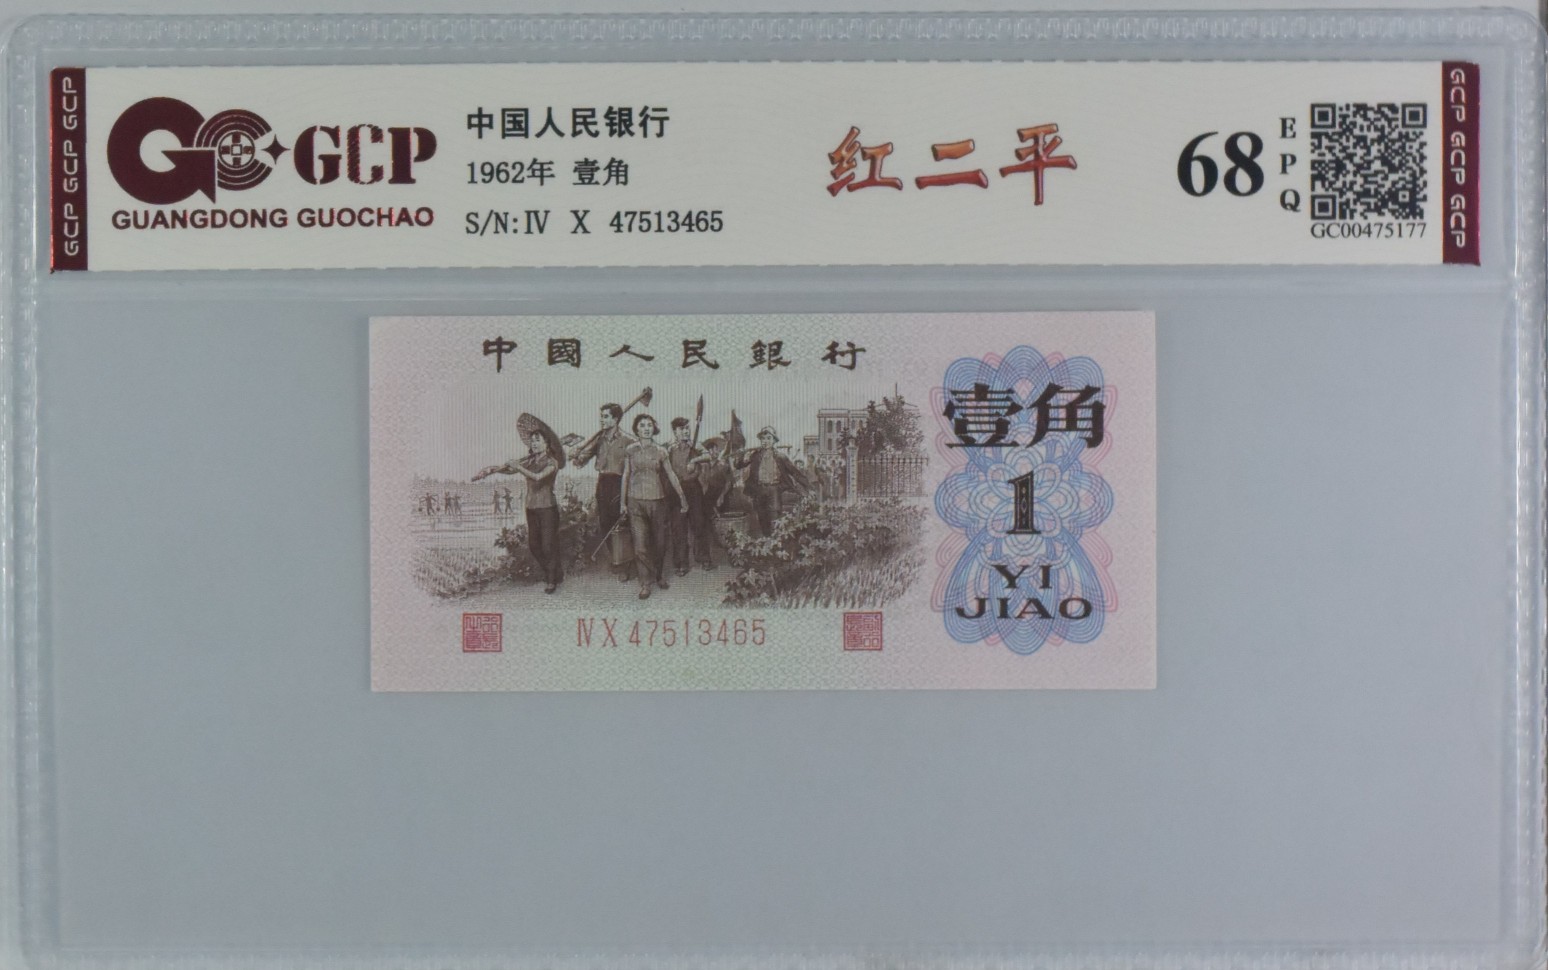 GCP GCP GCP
GCP
GUANGDONG GUOCHAO
中国人民银行
1962年 壹角
S/N:Ⅳ X 47513465
红二平
68
EPQ
GC00475177
GCP GCP GCP
中國人民銀行
壹角
1
YI
JIAO
ⅣX47513465